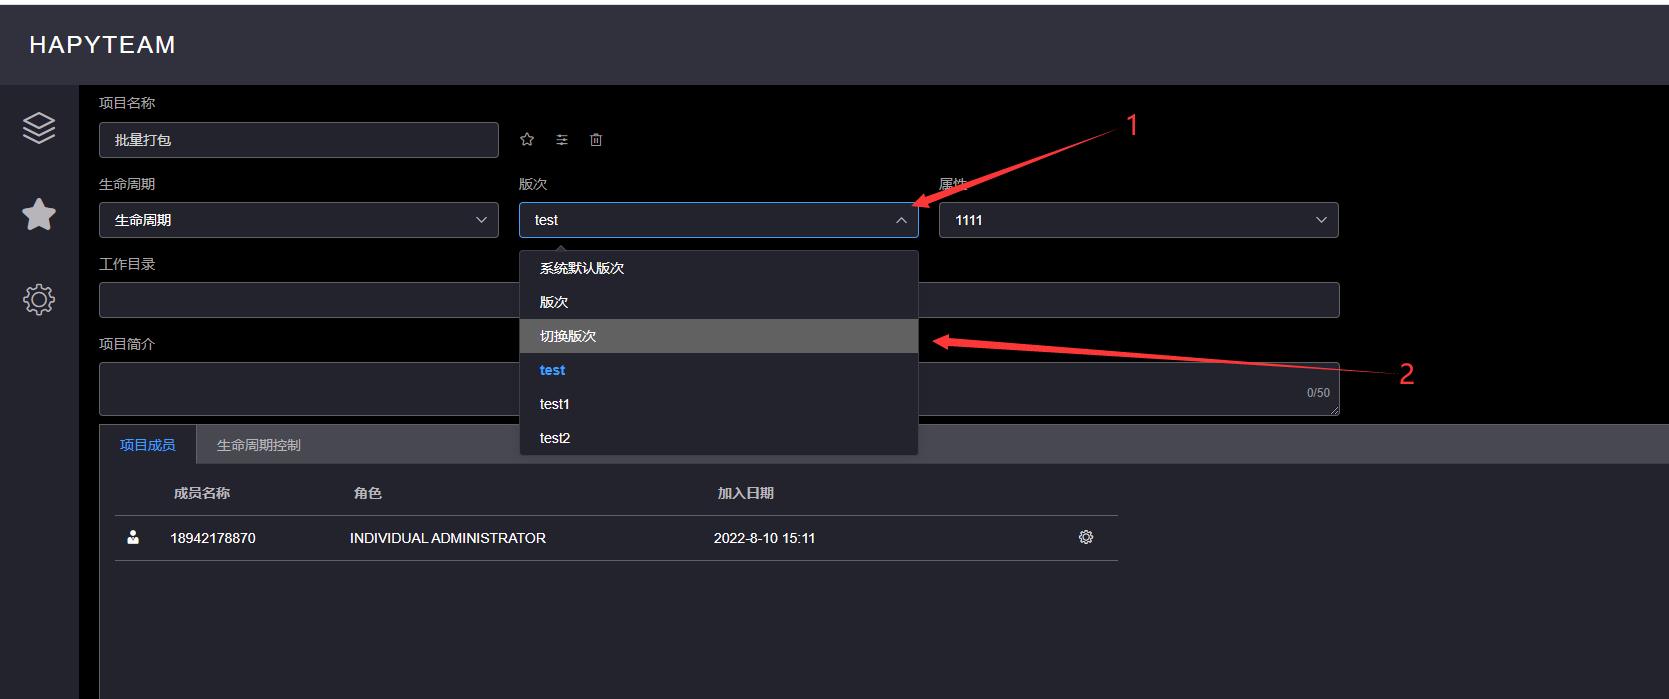 HAPYTEAM
项目名称
批量打包
1
生命周期 版次 属性
生命周期 test 1111
工作目录
系统默认版次
版次
切换版次
项目简介
test
2
test1
0/50
test2
项目成员 生命周期控制
成员名称 角色 加入日期
18942178870 INDIVIDUAL ADMINISTRATOR 2022-8-10 15:11